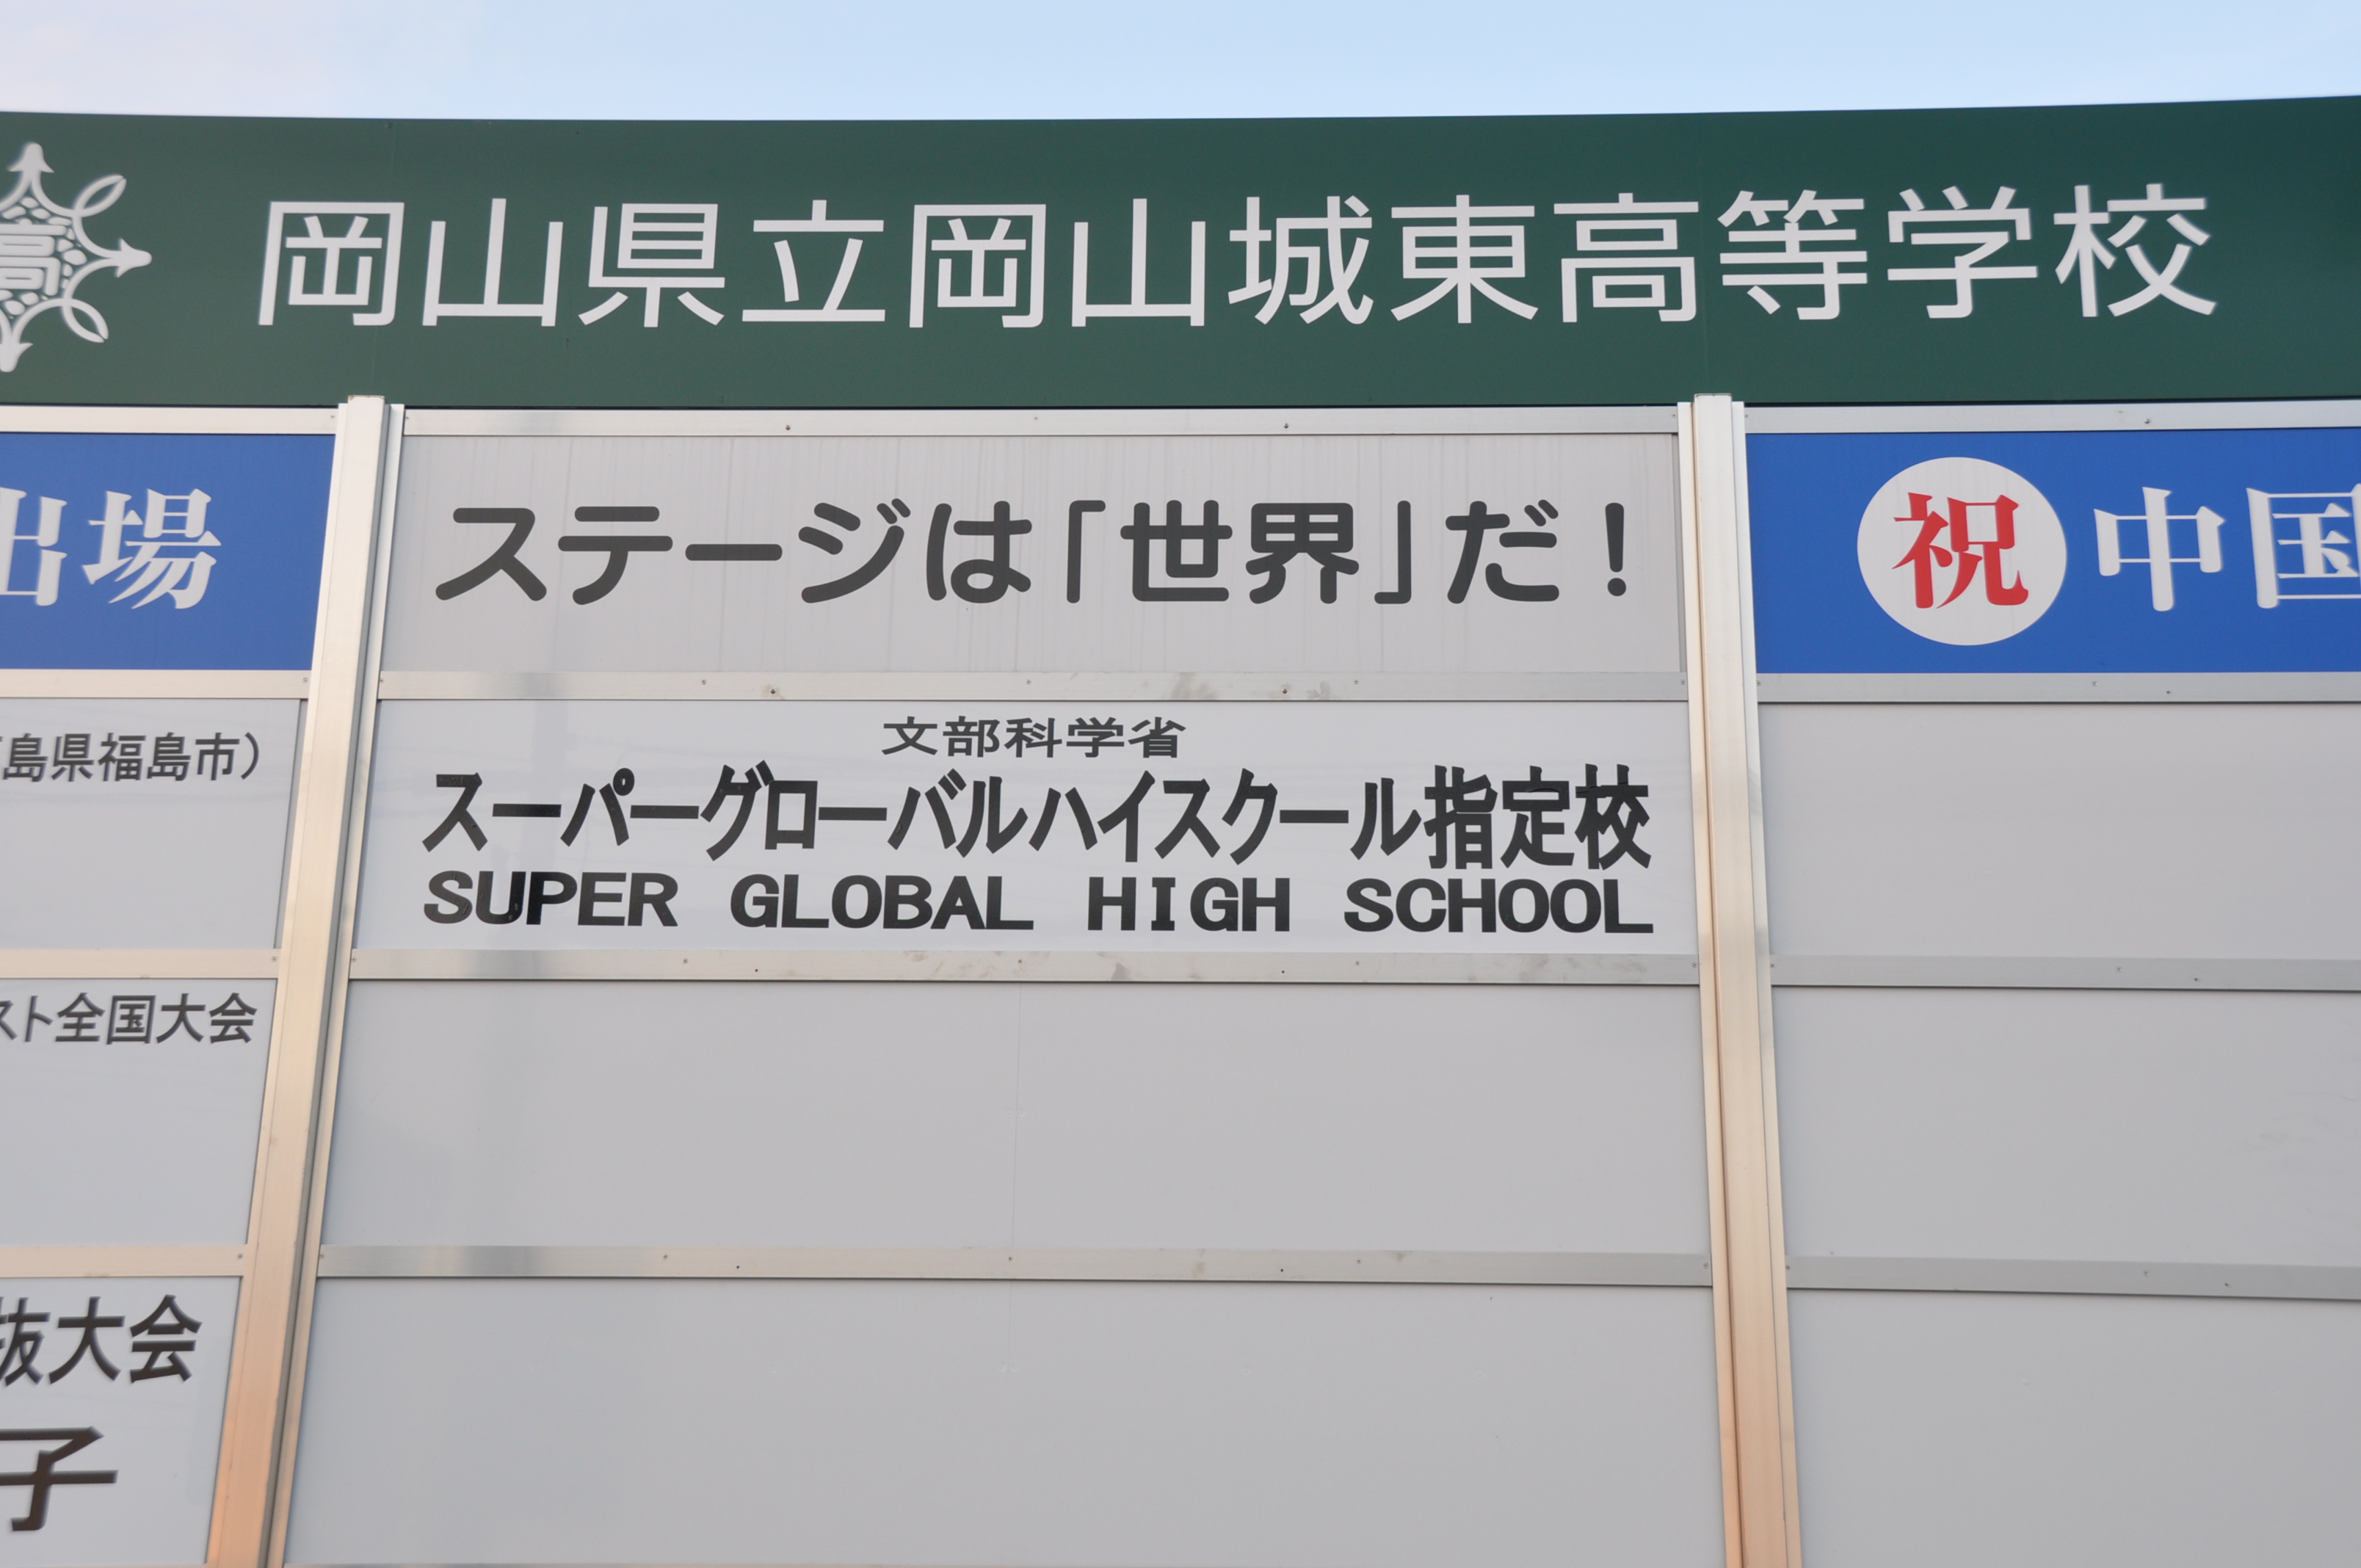 岡山県立岡山城東高等学校
出場
ステージは「世界」だ！
祝 中国
島県福島市）
文部科学省
スーパーグローバルハイスクール指定校
SUPER GLOBAL HIGH SCHOOL
スト全国大会
抜大会
子